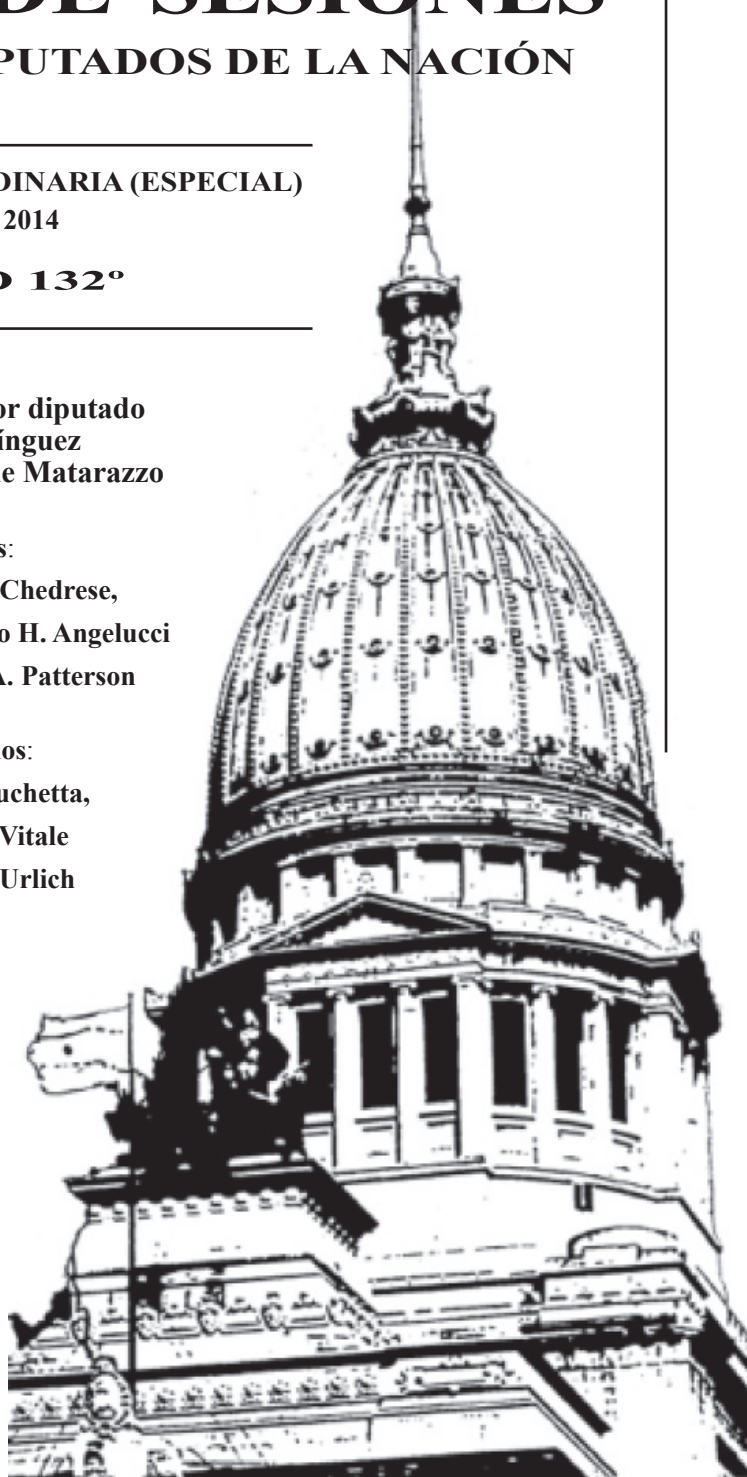 DE SESIONES
PUTADOS DE LA NACIÓN
DINARIA (ESPECIAL)
2014
O 132º
or diputado
ínguez
e Matarazzo
s:
Chedrese,
o H. Angelucci
A. Patterson
ios:
uchetta,
Vitale
Urlich